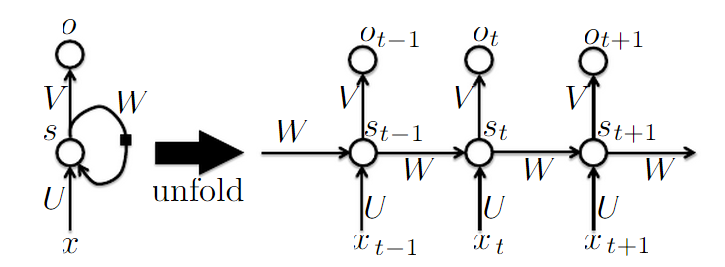 o o_{t-1} o_t o_{t+1}
V W V V V
s W s_{t-1} s_t s_{t+1}
W W W
U unfold U U U
x x_{t-1} x_t x_{t+1}